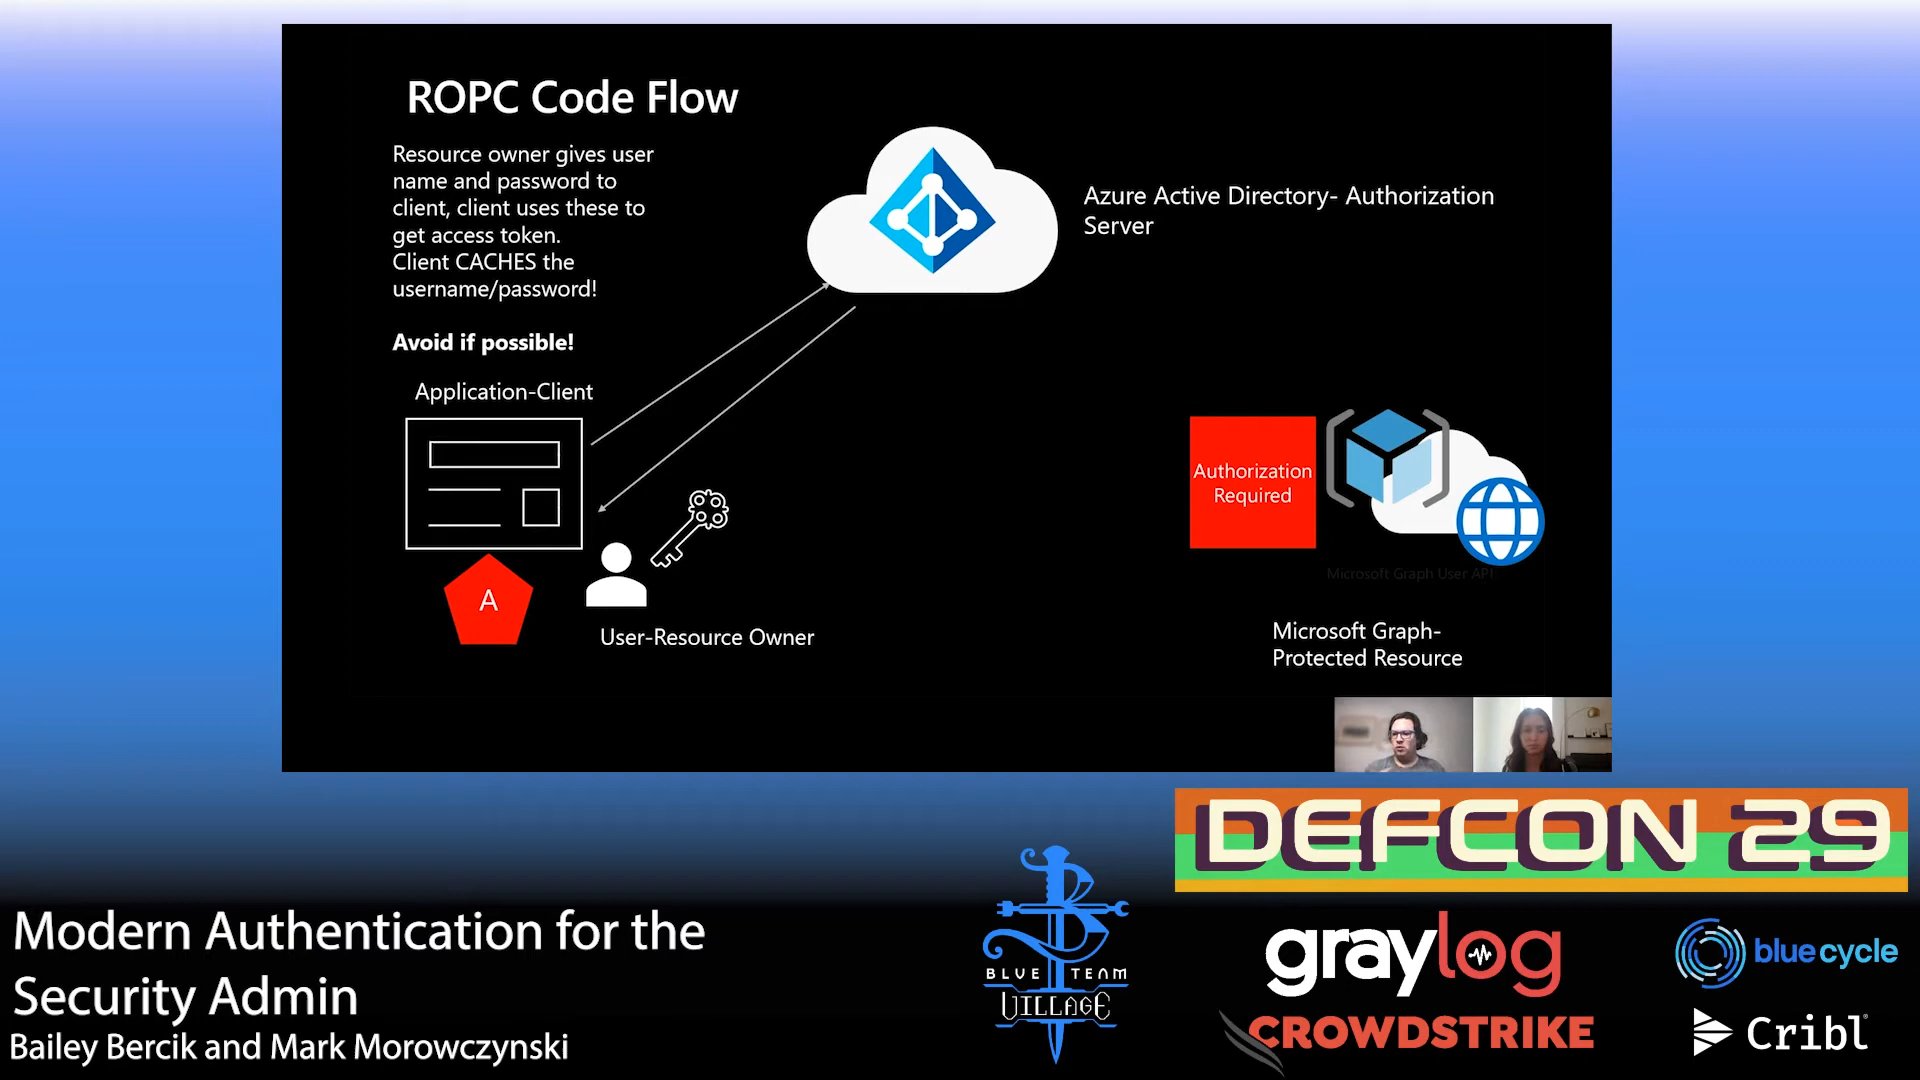 ROPC Code Flow
Resource owner gives user
name and password to
client, client uses these to
get access token.
Client CACHES the
username/password!
Avoid if possible!
Azure Active Directory- Authorization
Server
Application-Client
A
User-Resource Owner
Authorization
Required
Microsoft Graph User API
Microsoft Graph-
Protected Resource
DEFCON 29
Modern Authentication for the
Security Admin
Bailey Bercik and Mark Morowczynski
BLUE TEAM
VILLAGE
graylog
blue cycle
CROWDSTRIKE
Cribl